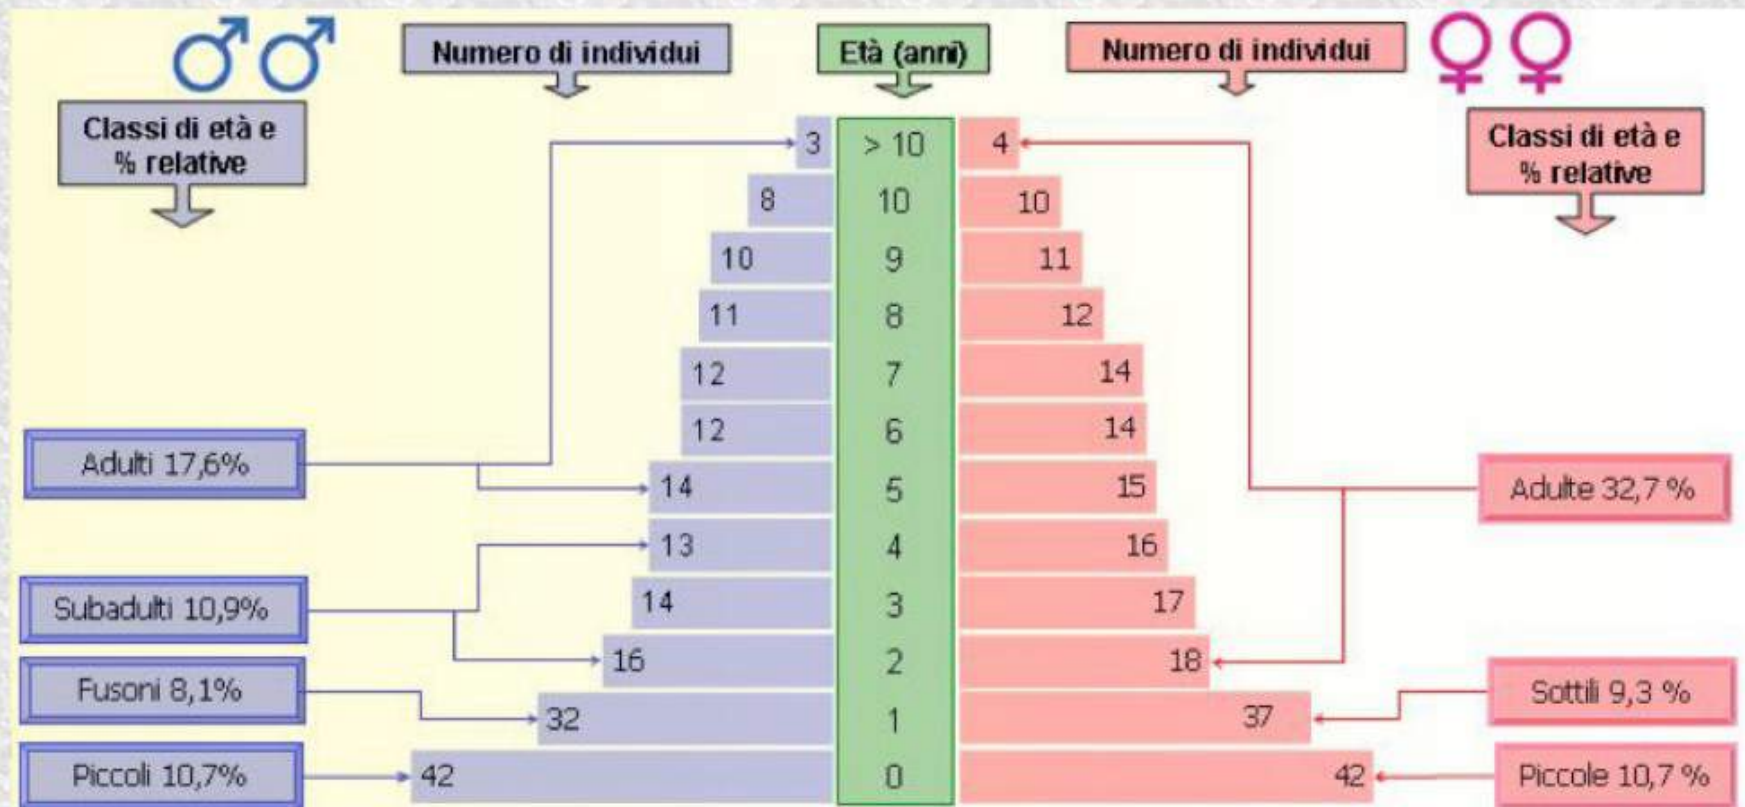 Numero di individui
Età (anni)
Numero di individui
Classi di età e
% relative
Classi di età e
% relative
3 > 10 4
8 10 10
10 9 11
11 8 12
12 7 14
12 6 14
Adulti 17,6%
14 5 15
Adulte 32,7 %
13 4 16
Subadulti 10,9%
14 3 17
16 2 18
Fusoni 8,1%
Sottili 9,3 %
32 1 37
Piccoli 10,7%
42 0 42
Piccole 10,7 %